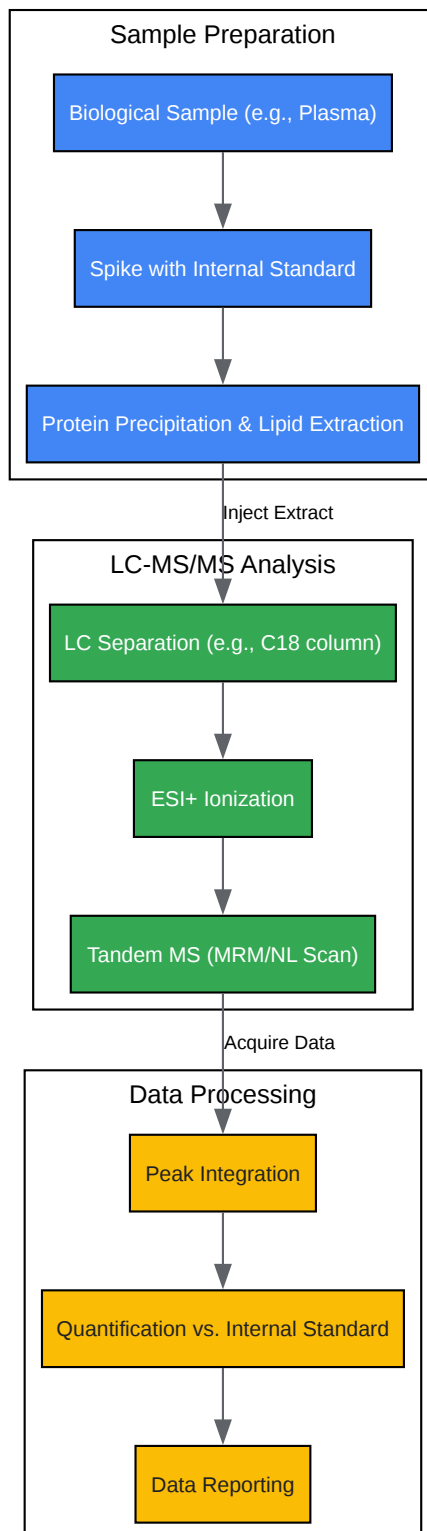 Sample Preparation
Biological Sample (e.g., Plasma)
Spike with Internal Standard
Protein Precipitation & Lipid Extraction
Inject Extract
LC-MS/MS Analysis
LC Separation (e.g., C18 column)
ESI+ Ionization
Tandem MS (MRM/NL Scan)
Acquire Data
Data Processing
Peak Integration
Quantification vs. Internal Standard
Data Reporting